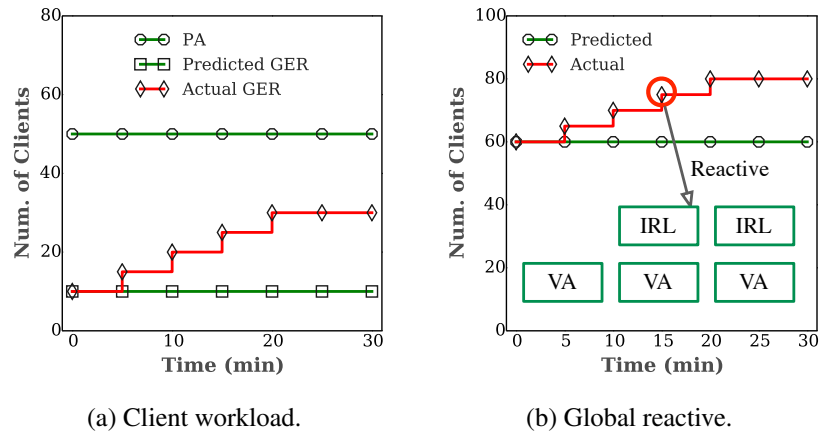 80
60
40
20
0
0
10
20
30
Num. of Clients
Time (min)
PA
Predicted GER
Actual GER
(a) Client workload.
100
80
60
40
20
0
0
5
10
15
20
25
30
Num. of Clients
Time (min)
Predicted
Actual
Reactive
IRL
IRL
VA
VA
VA
(b) Global reactive.